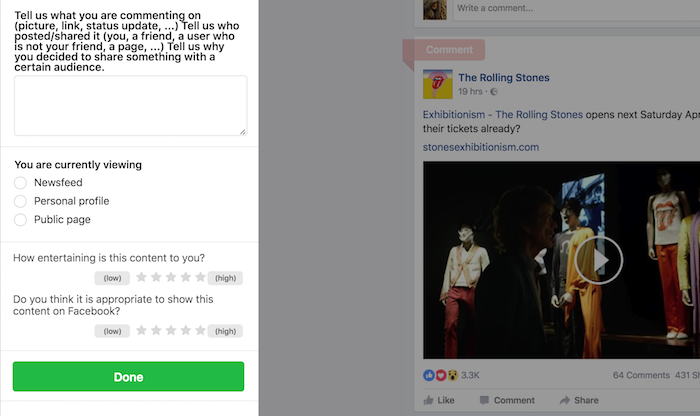 Tell us what you are commenting on
(picture, link, status update, ...) Tell us who
posted/shared it (you, a friend, a user who
is not your friend, a page, ...) Tell us why
you decided to share something with a
certain audience.
You are currently viewing
Newsfeed
Personal profile
Public page
How entertaining is this content to you?
(low) (high)
Do you think it is appropriate to show this
content on Facebook?
(low) (high)
Done
Write a comment...
Comment
The Rolling Stones
19 hrs ·
Exhibitionism - The Rolling Stones opens next Saturday Apr
their tickets already?
stonesexhibitionism.com
3.3K
64 Comments 431 Sh
Like Comment Share